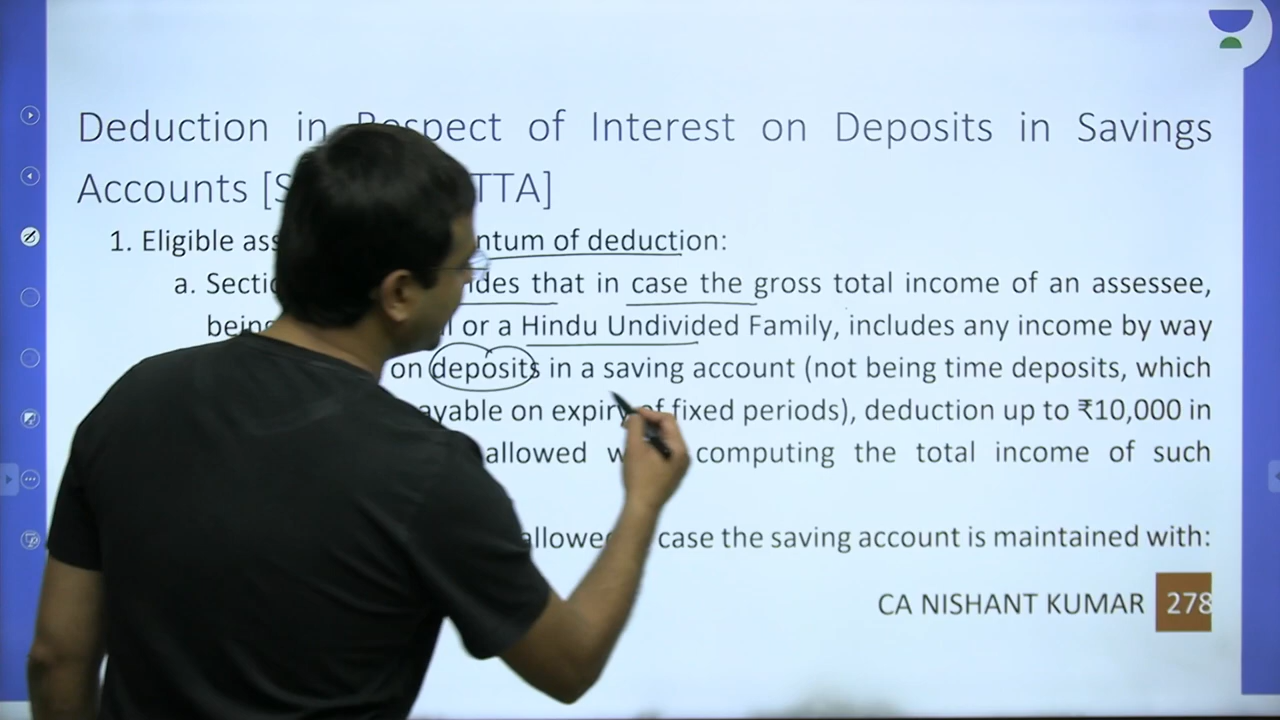 Deduction in Respect of Interest on Deposits in Savings
Accounts [S TTA]
1. Eligible ass ntum of deduction:
a. Secti ides that in case the gross total income of an assessee,
being or a Hindu Undivided Family, includes any income by way
on deposits in a saving account (not being time deposits, which
ayable on expiry of fixed periods), deduction up to ₹10,000 in
allowed computing the total income of such
allowed case the saving account is maintained with:
CA NISHANT KUMAR 278